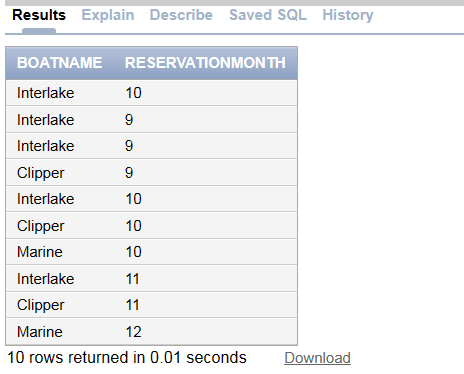 Results Explain Describe Saved SQL History
BOATNAME RESERVATIONMONTH
Interlake 10
Interlake 9
Interlake 9
Clipper 9
Interlake 10
Clipper 10
Marine 10
Interlake 11
Clipper 11
Marine 12
10 rows returned in 0.01 seconds Download